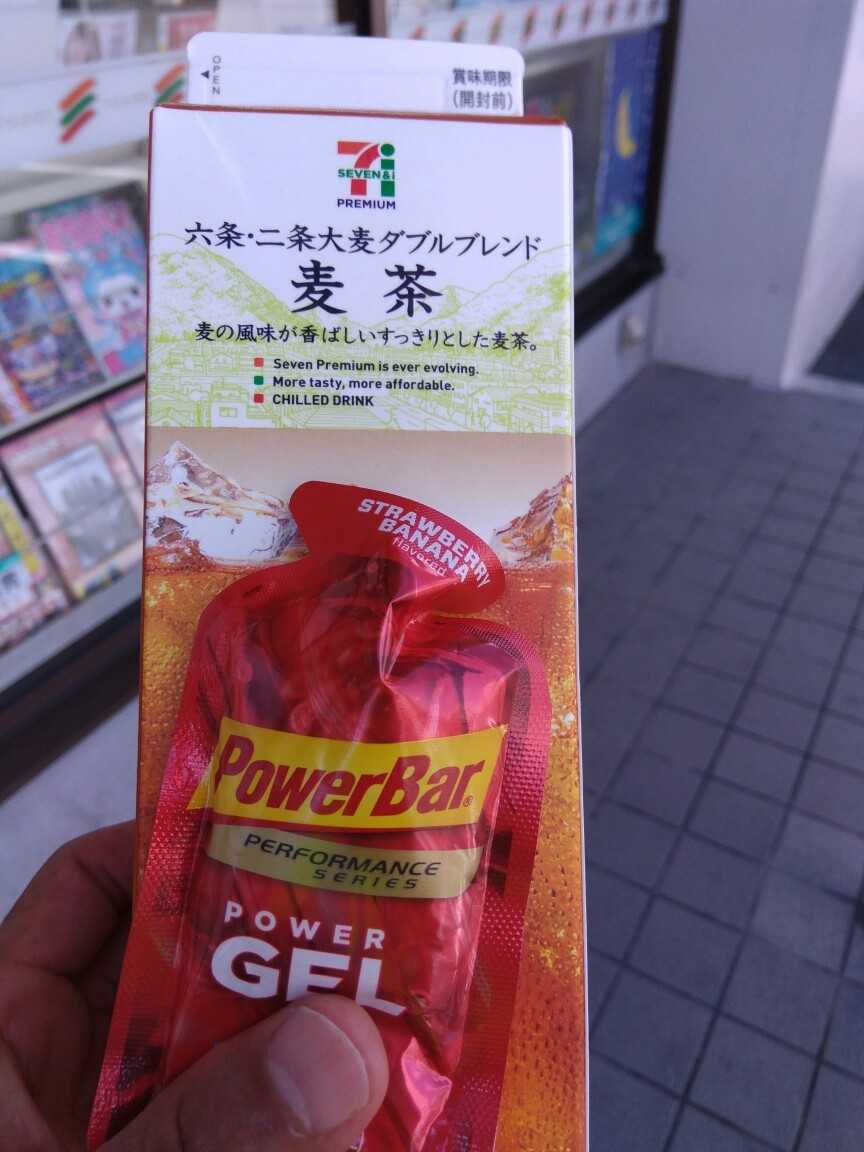 OPEN
賞味期限
(開封前)
SEVEN&i
PREMIUM
六条・二条大麦ダブルブレンド
麦茶
麦の風味が香ばしいすっきりとした麦茶。
Seven Premium is ever evolving.
More tasty, more affordable.
CHILLED DRINK
STRAWBERRY
BANANA
flavored
PowerBar®
PERFORMANCE
SERIES
POWER
GEL